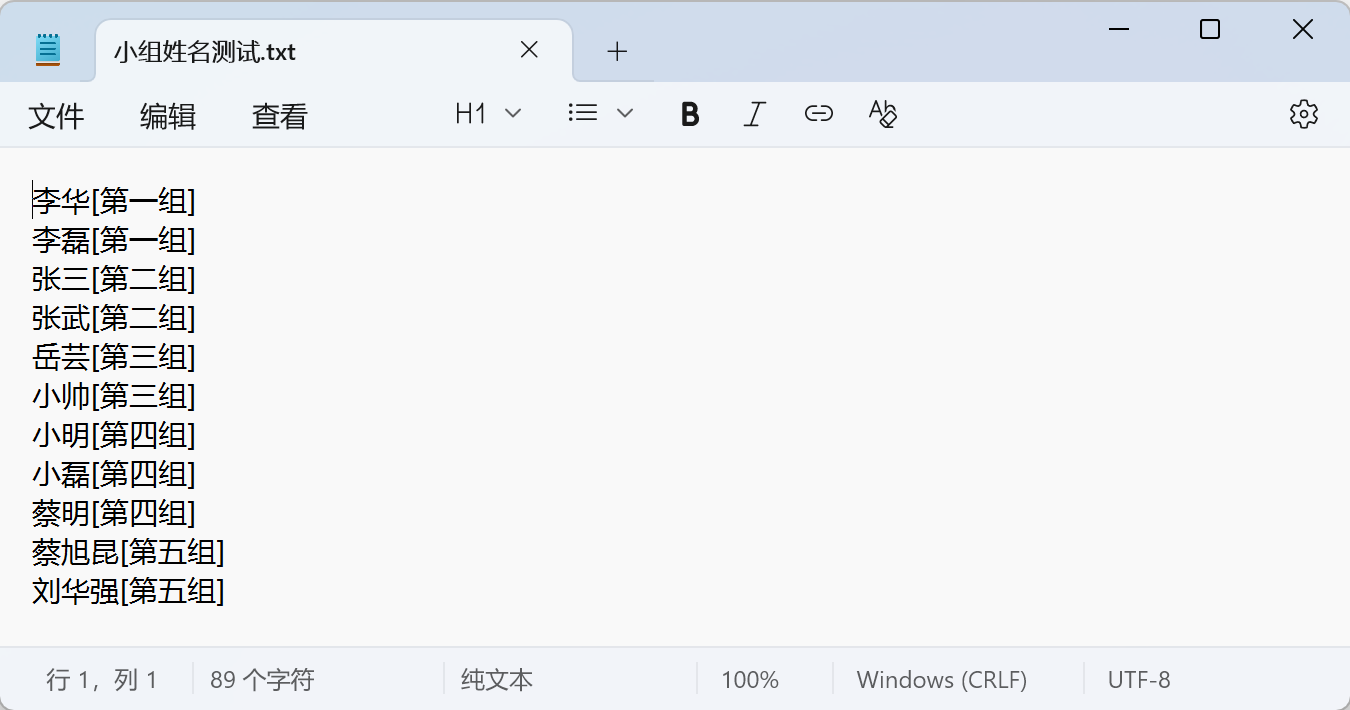 小组姓名测试.txt
文件 编辑 查看 H1 B I
李华[第一组]
李磊[第一组]
张三[第二组]
张武[第二组]
岳芸[第三组]
小帅[第三组]
小明[第四组]
小磊[第四组]
蔡明[第四组]
蔡旭昆[第五组]
刘华强[第五组]
行 1，列 1 89 个字符 纯文本 100% Windows (CRLF) UTF-8